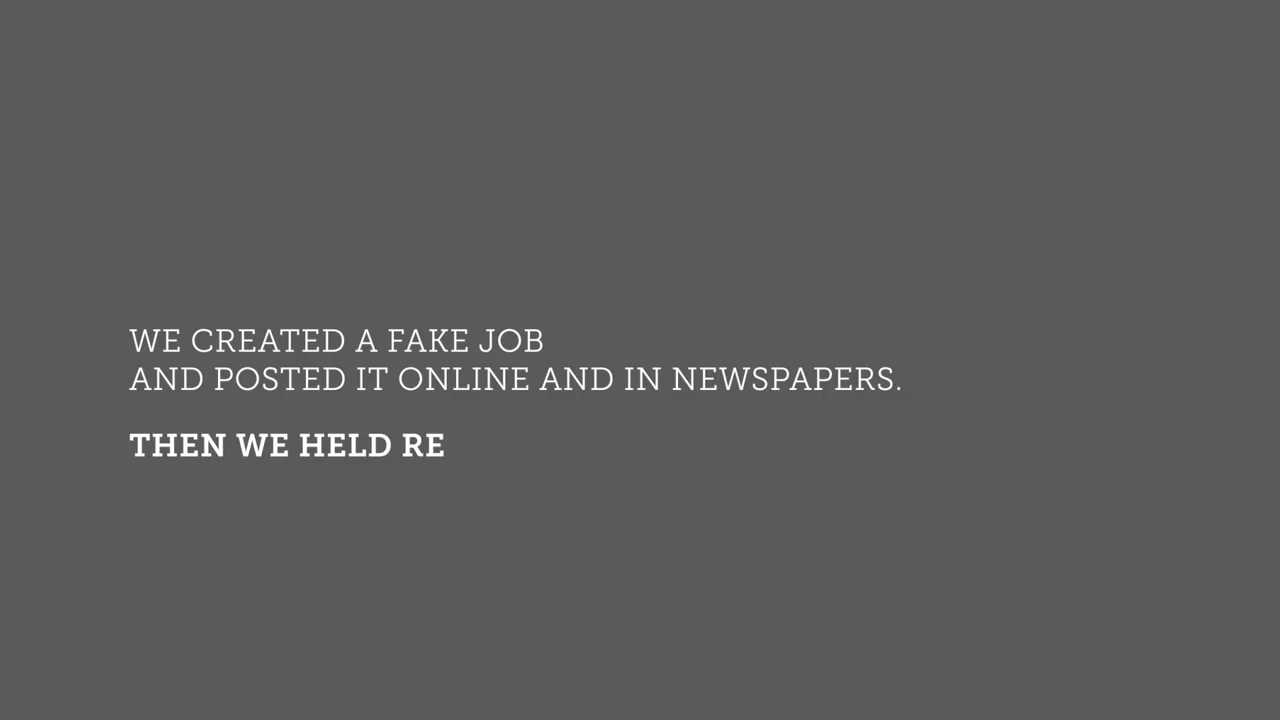 WE CREATED A FAKE JOB
AND POSTED IT ONLINE AND IN NEWSPAPERS.
THEN WE HELD RE